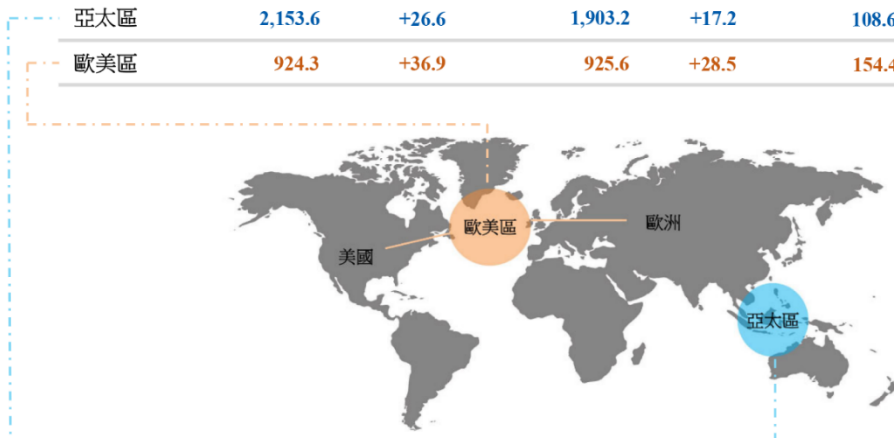 亞太區 2,153.6 +26.6 1,903.2 +17.2 108.6
歐美區 924.3 +36.9 925.6 +28.5 154.4
歐美區
歐洲
美國
亞太區